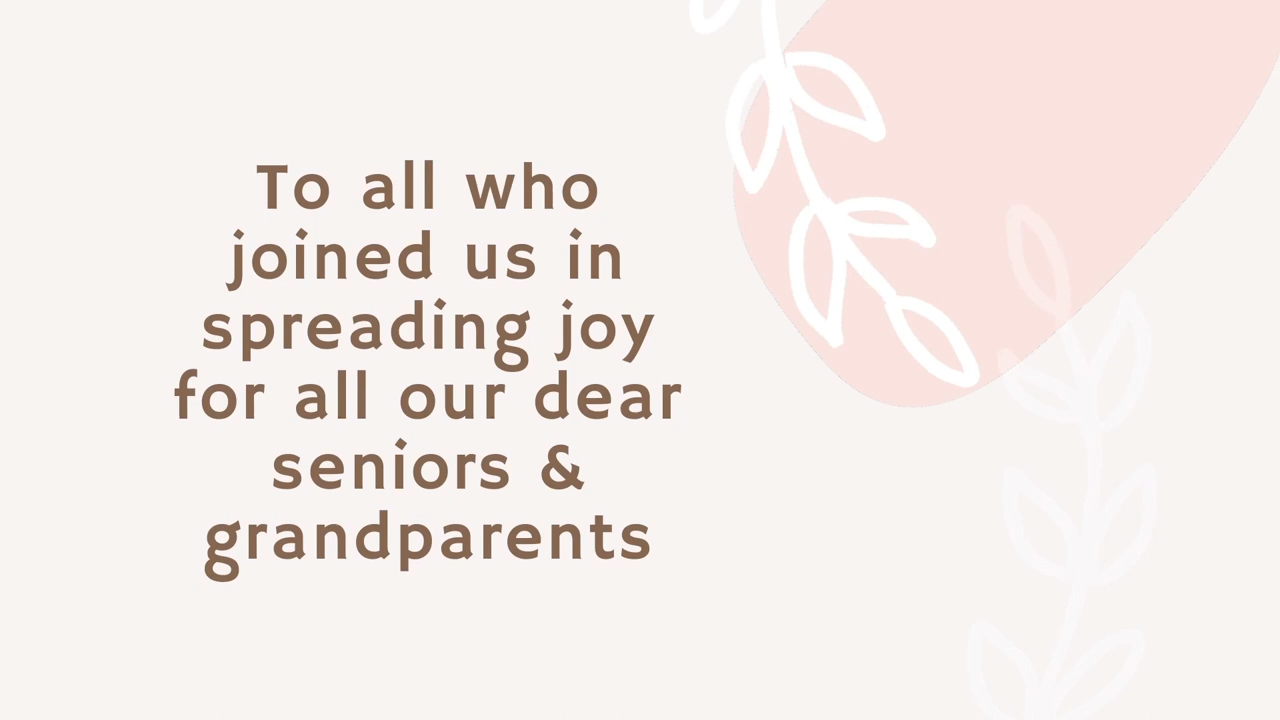 To all who
joined us in
spreading joy
for all our dear
seniors &
grandparents